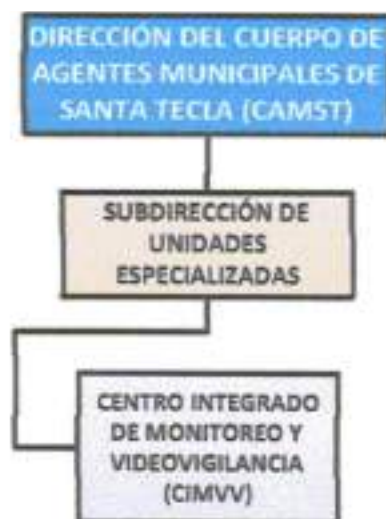 DIRECCIÓN DEL CUERPO DE
AGENTES MUNICIPALES DE
SANTA TECLA (CAMST)
SUBDIRECCIÓN DE
UNIDADES
ESPECIALIZADAS
CENTRO INTEGRADO
DE MONITOREO Y
VIDEOVIGILANCIA
(CIMVV)